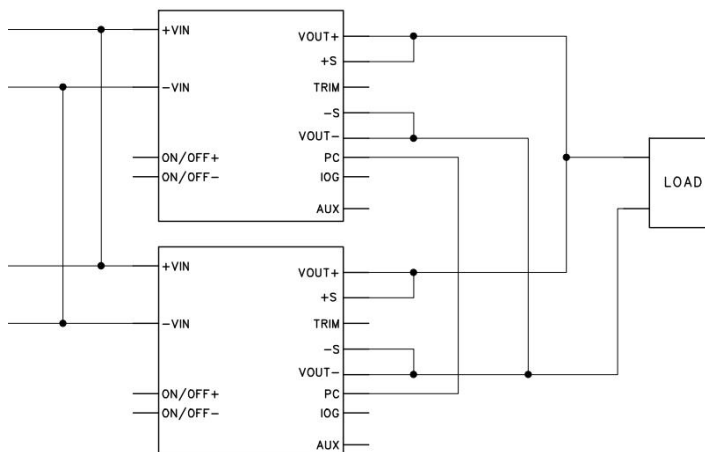 +VIN
-VIN
ON/OFF+
ON/OFF-
VOUT+
+S
TRIM
-S
VOUT-
PC
IOG
AUX
LOAD
+VIN
-VIN
ON/OFF+
ON/OFF-
VOUT+
+S
TRIM
-S
VOUT-
PC
IOG
AUX